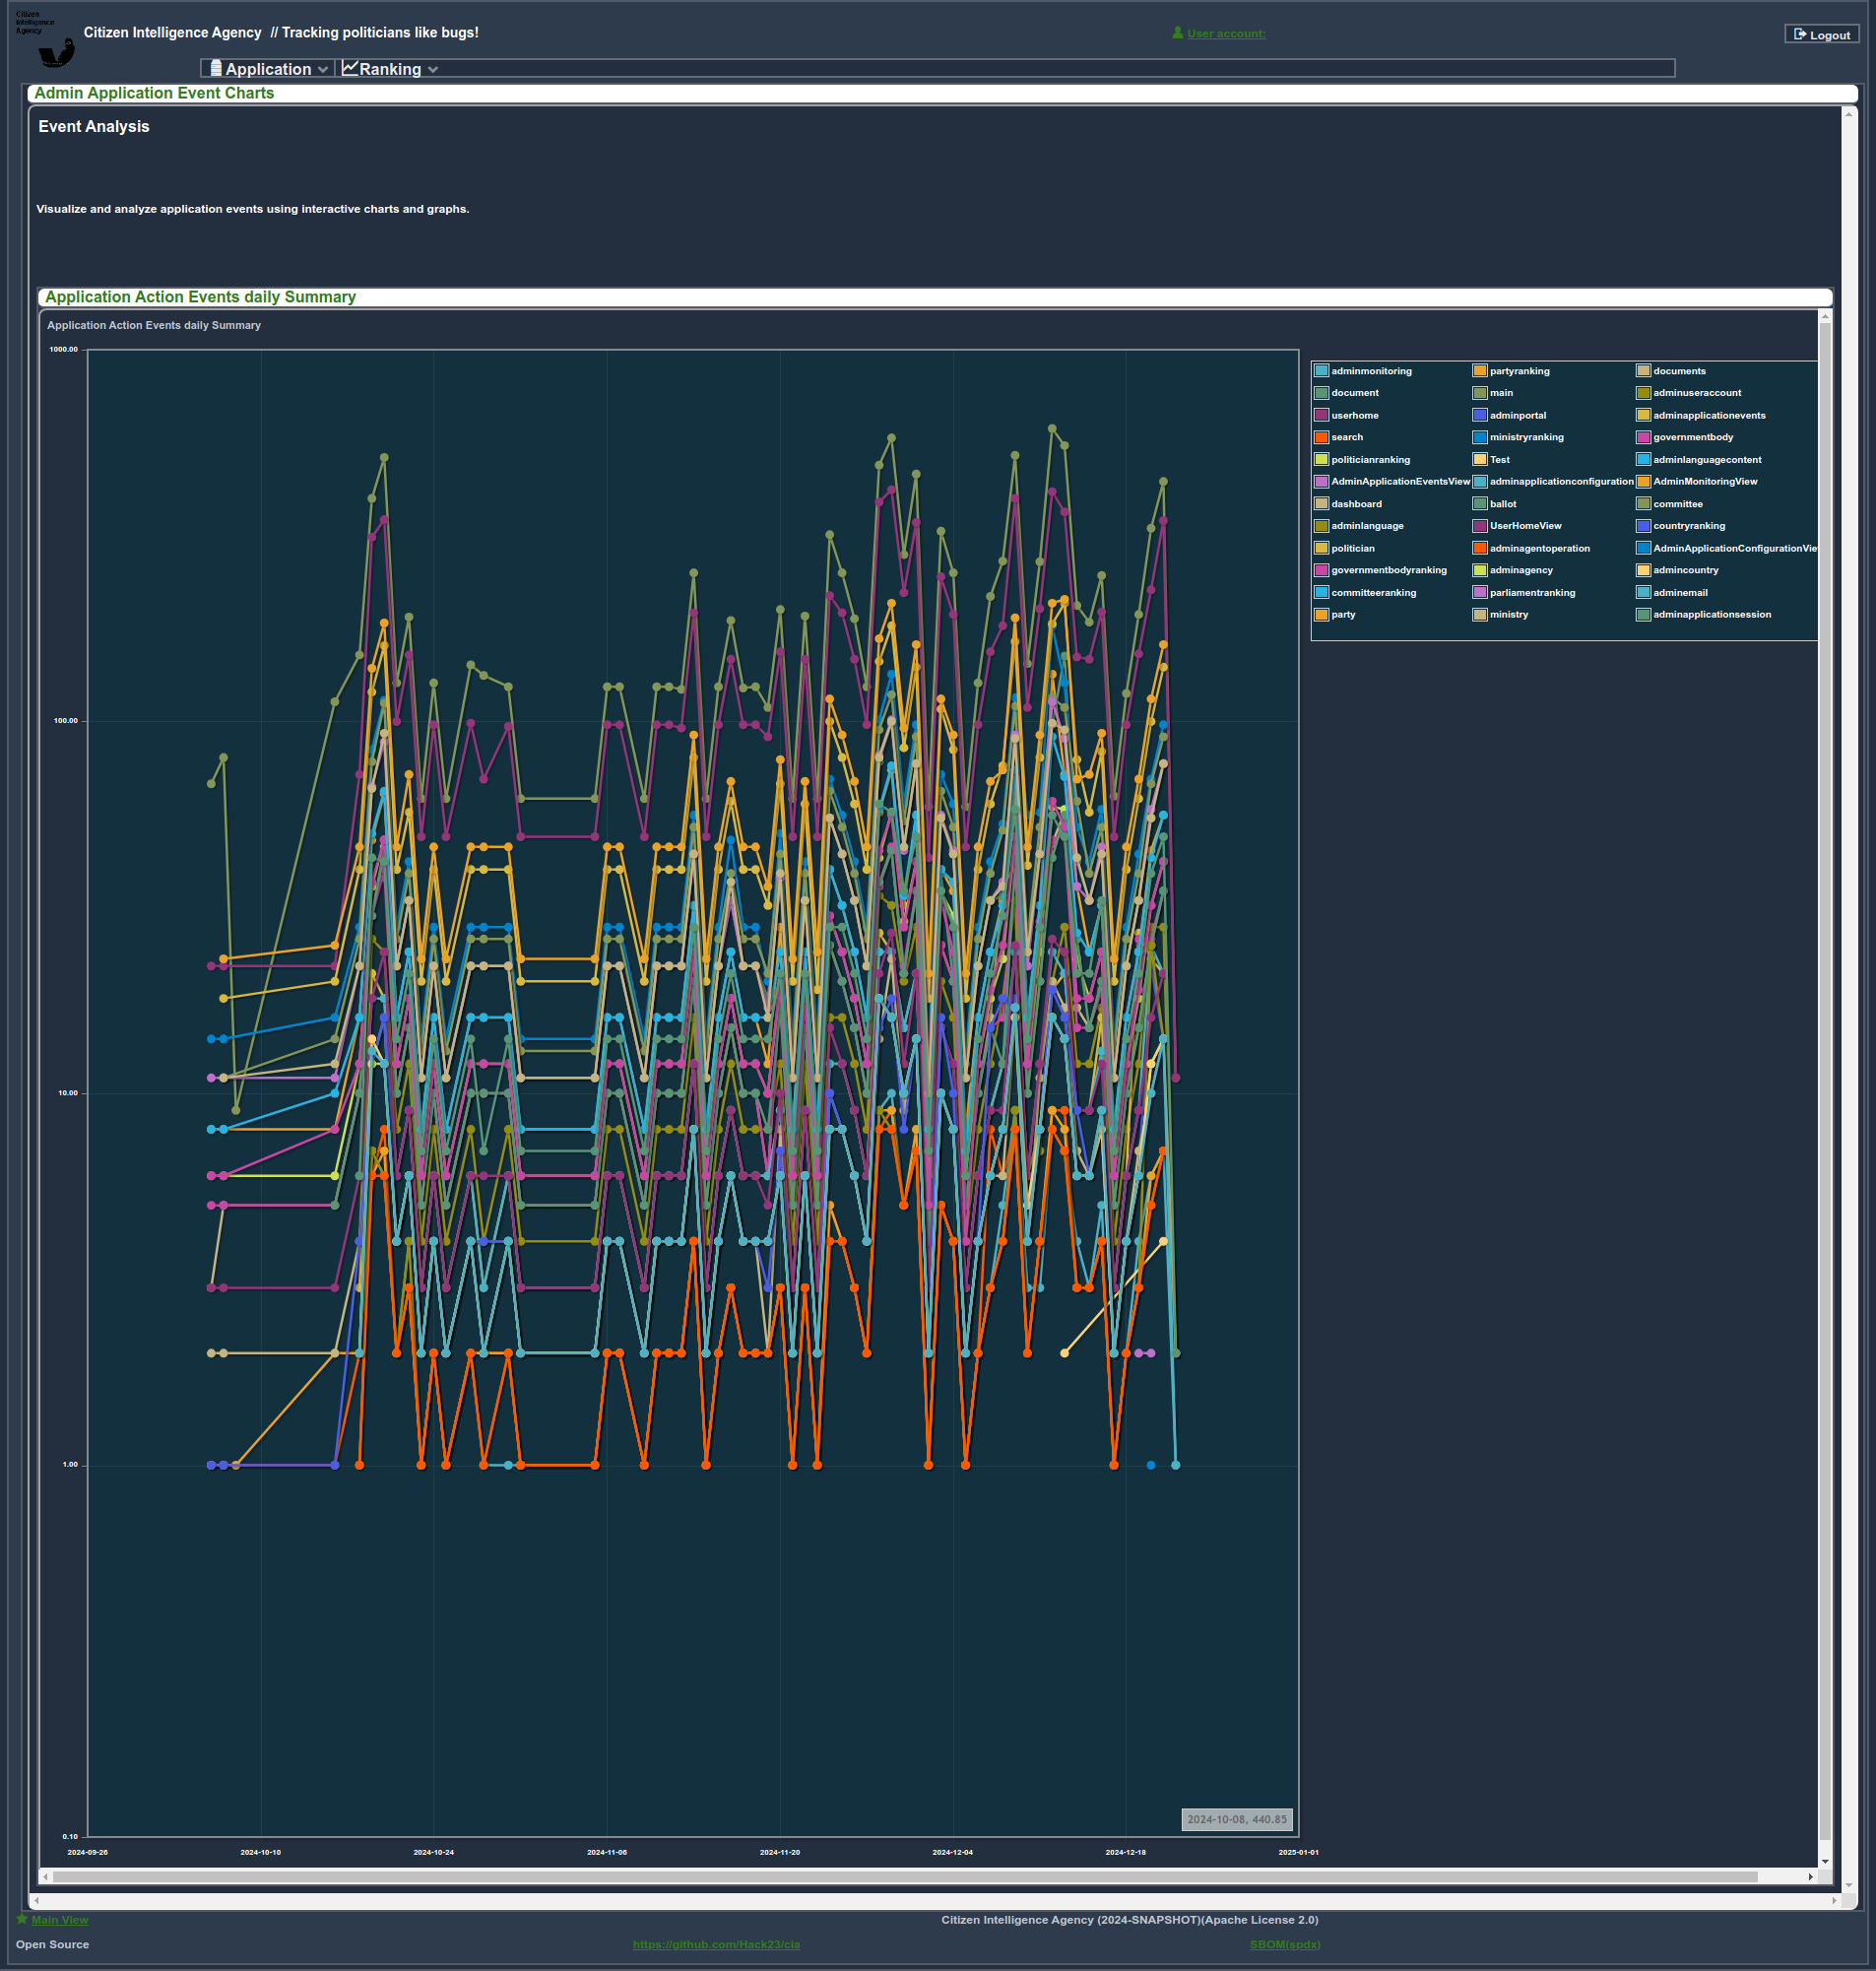 Citizen
Intelligence
Agency
Citizen Intelligence Agency // Tracking politicians like bugs!
User account:
Logout
Application
Ranking
Admin Application Event Charts
Event Analysis
Visualize and analyze application events using interactive charts and graphs.
Application Action Events daily Summary
Application Action Events daily Summary
1000.00
100.00
10.00
1.00
0.10
2024-09-26
2024-10-10
2024-10-24
2024-11-06
2024-11-20
2024-12-04
2024-12-18
2025-01-01
2024-10-08, 440.85
adminmonitoring
partyranking
documents
document
main
adminuseraccount
userhome
adminportal
adminapplicationevents
search
ministryranking
governmentbody
politicianranking
Test
adminlanguagecontent
AdminApplicationEventsView
adminapplicationconfiguration
AdminMonitoringView
dashboard
ballot
committee
adminlanguage
UserHomeView
countryranking
politician
adminagentoperation
AdminApplicationConfigurationVie
governmentbodyranking
adminagency
admincountry
committeeranking
parliamentranking
adminemail
party
ministry
adminapplicationsession
Main View
Citizen Intelligence Agency (2024-SNAPSHOT)(Apache License 2.0)
Open Source
https://github.com/Hack23/cia
SBOM(spdx)